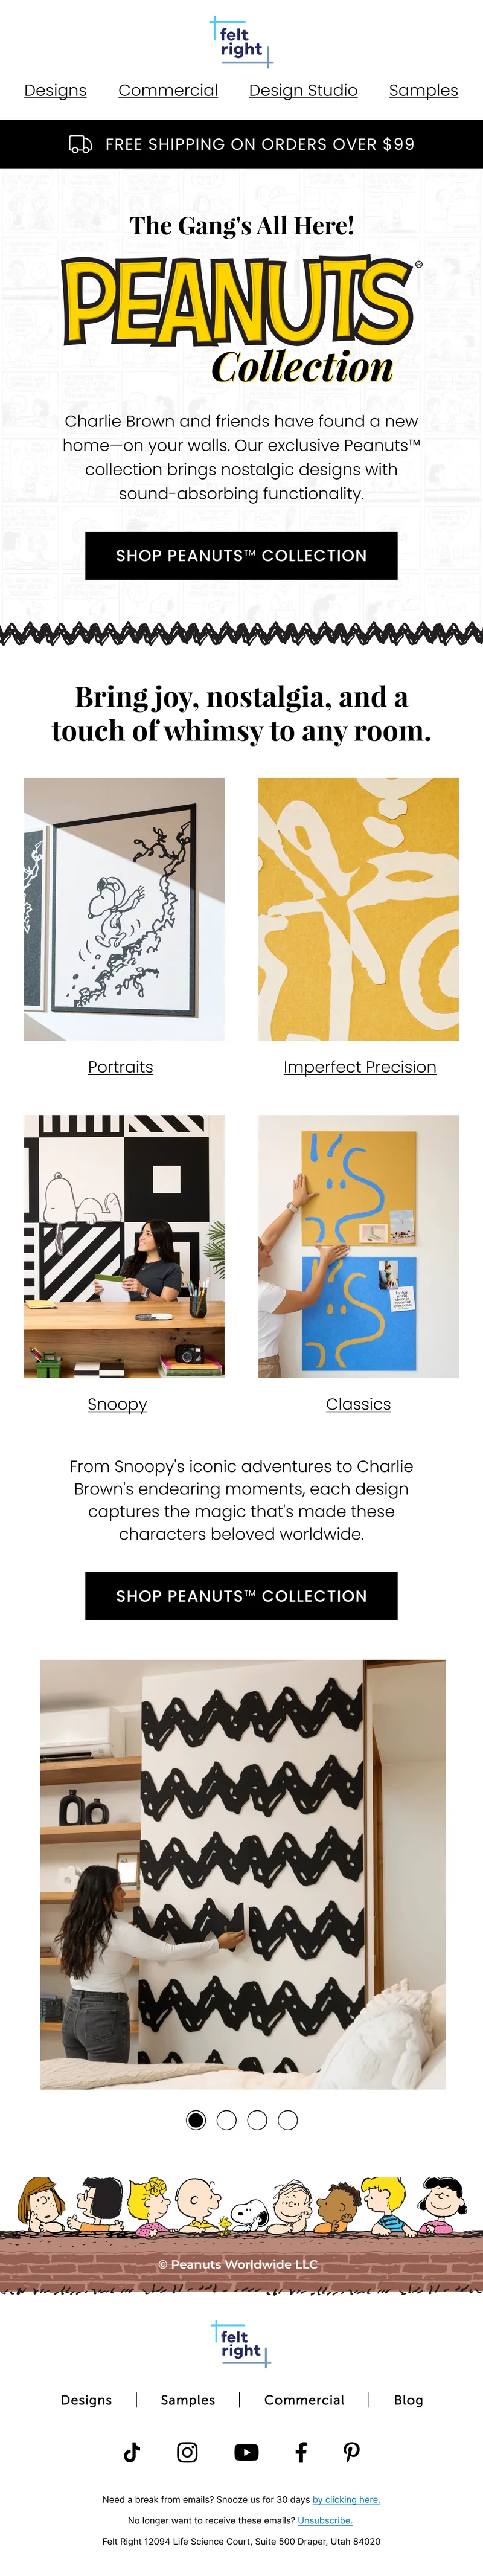 felt
right
Designs Commercial Design Studio Samples
FREE SHIPPING ON ORDERS OVER $99
The Gang's All Here!
PEANUTS®
Collection
Charlie Brown and friends have found a new
home—on your walls. Our exclusive Peanuts™
collection brings nostalgic designs with
sound-absorbing functionality.
SHOP PEANUTS™ COLLECTION
Bring joy, nostalgia, and a
touch of whimsy to any room.
Portraits
Imperfect Precision
Snoopy
Classics
From Snoopy's iconic adventures to Charlie
Brown's endearing moments, each design
captures the magic that's made these
characters beloved worldwide.
SHOP PEANUTS™ COLLECTION
© Peanuts Worldwide LLC
felt
right
Designs | Samples | Commercial | Blog
Need a break from emails? Snooze us for 30 days by clicking here.
No longer want to receive these emails? Unsubscribe.
Felt Right 12094 Life Science Court, Suite 500 Draper, Utah 84020